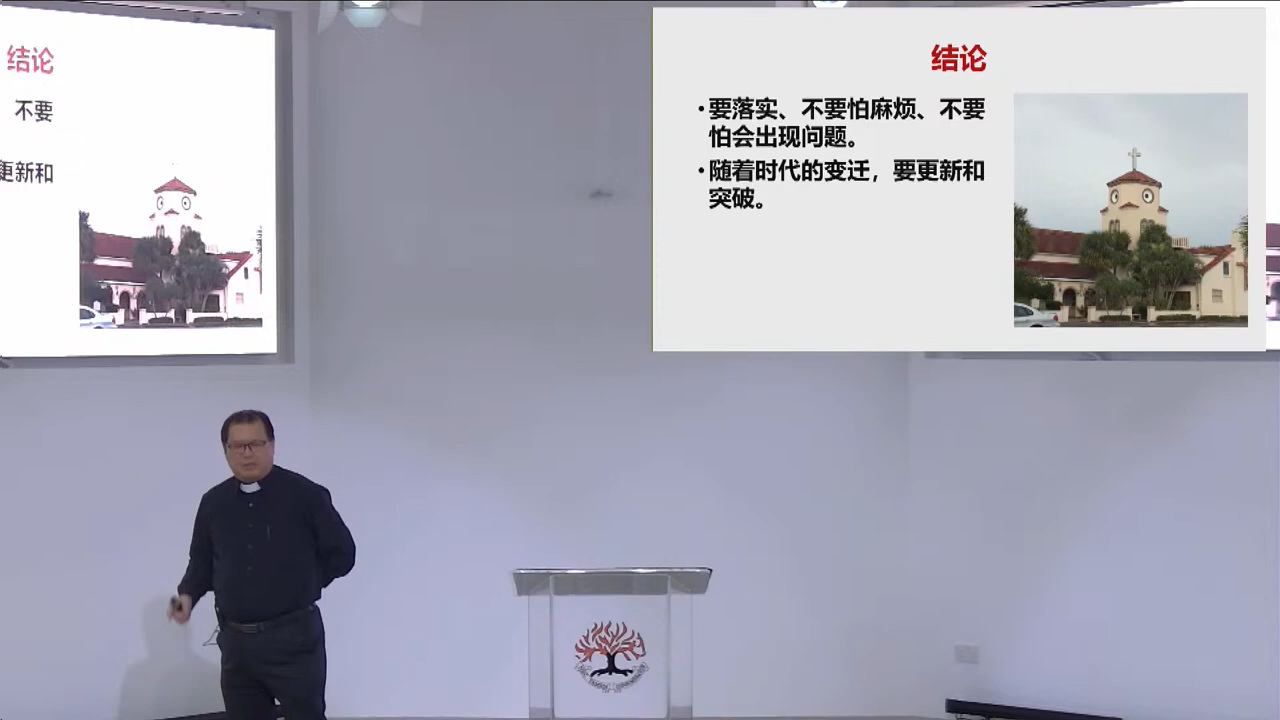 结论
不要
更新和
结论
•要落实、不要怕麻烦、不要
怕会出现问题。
•随着时代的变迁，要更新和
突破。